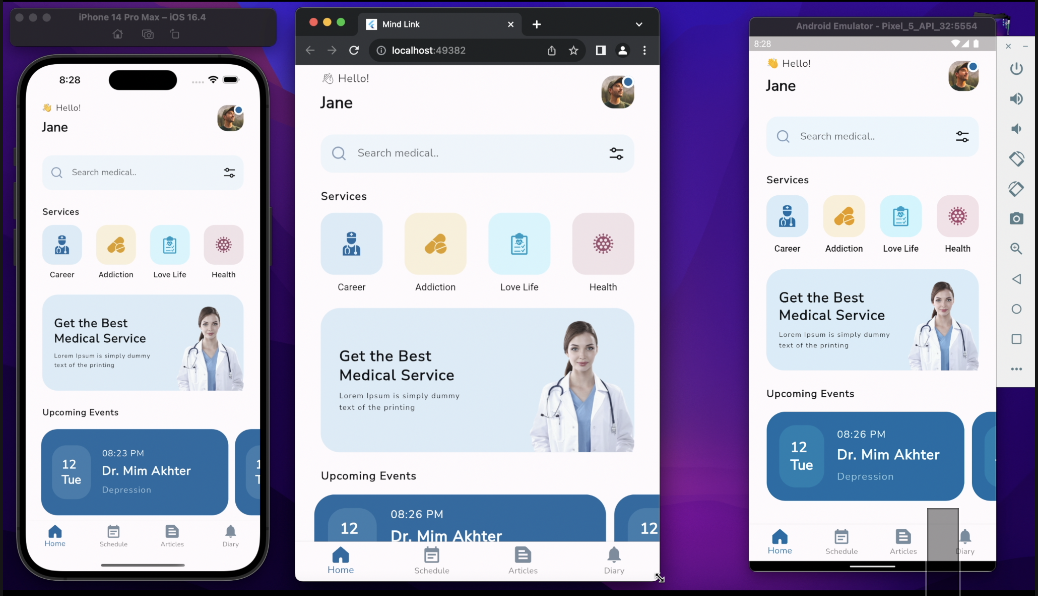 iPhone 14 Pro Max – iOS 16.4
8:28
Hello!
Jane
Search medical..
Services
Career
Addiction
Love Life
Health
Get the Best
Medical Service
Lorem Ipsum is simply dummy
text of the printing
Upcoming Events
12
Tue
08:23 PM
Dr. Mim Akhter
Depression
1
T
Home
Schedule
Articles
Diary
Mind Link
localhost:49382
Hello!
Jane
Search medical..
Services
Career
Addiction
Love Life
Health
Get the Best
Medical Service
Lorem Ipsum is simply dummy
text of the printing
Upcoming Events
12
08:26 PM
Dr. Mim Akhter
12
Home
Schedule
Articles
Diary
Android Emulator - Pixel_5_API_32:5554
8:28
Hello!
Jane
Search medical..
Services
Career
Addiction
Love Life
Health
Get the Best
Medical Service
Lorem Ipsum is simply dummy
text of the printing
Upcoming Events
12
Tue
08:26 PM
Dr. Mim Akhter
Depression
Home
Schedule
Articles
Diary